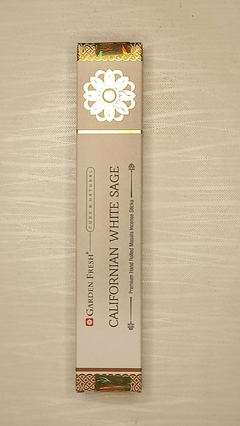 GARDEN FRESH®
PURE & NATURAL
CALIFORNIAN WHITE SAGE
Premium Hand Rolled Masala Incense Sticks